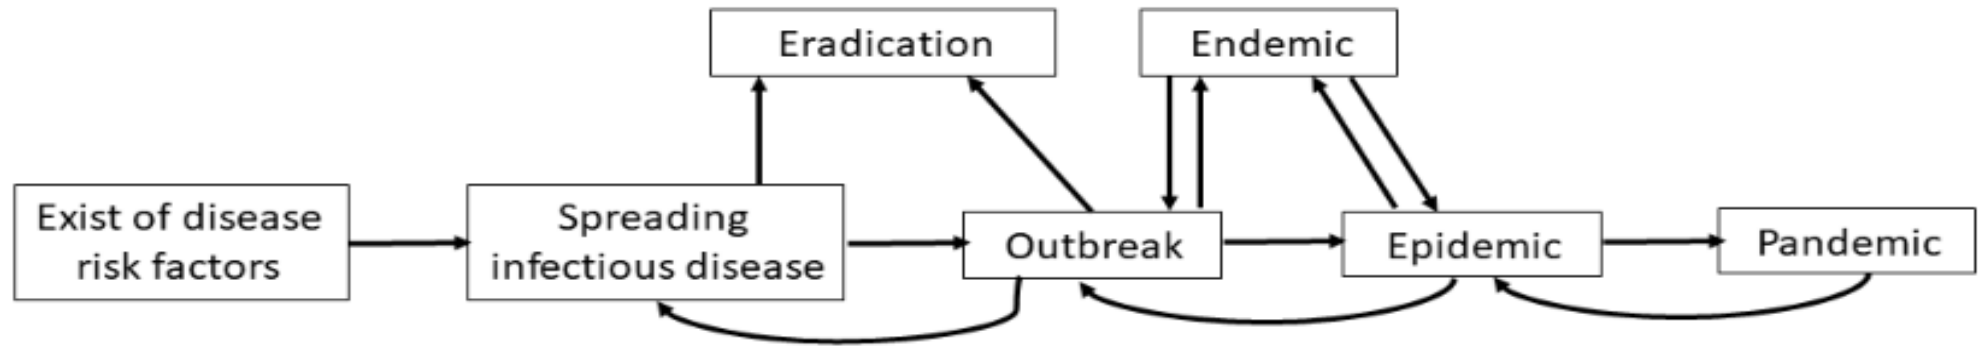 Eradication
Endemic
Exist of disease
risk factors
Spreading
infectious disease
Outbreak
Epidemic
Pandemic